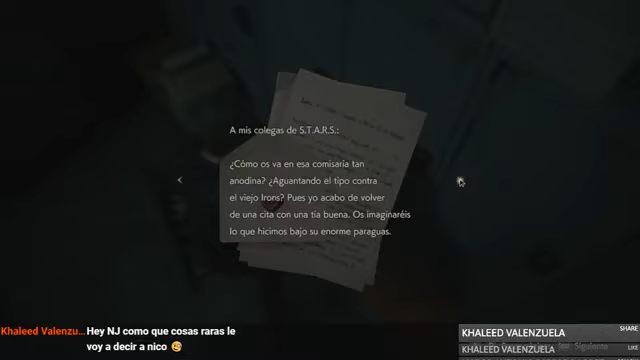 A mis colegas de S.T.A.R.S.:
¿Cómo os va en esa comisaría tan
anodina? ¿Aguantando el tipo contra
el viejo Irons? Pues yo acabo de volver
de una cita con una tía buena. Os imaginaréis
lo que hicimos bajo su enorme paraguas.
Khaleed Valenzu... Hey NJ como que cosas raras le
voy a decir a nico
KHALEED VALENZUELA
SHARE
KHALEED VALENZUELA
LIKE
Siguiente